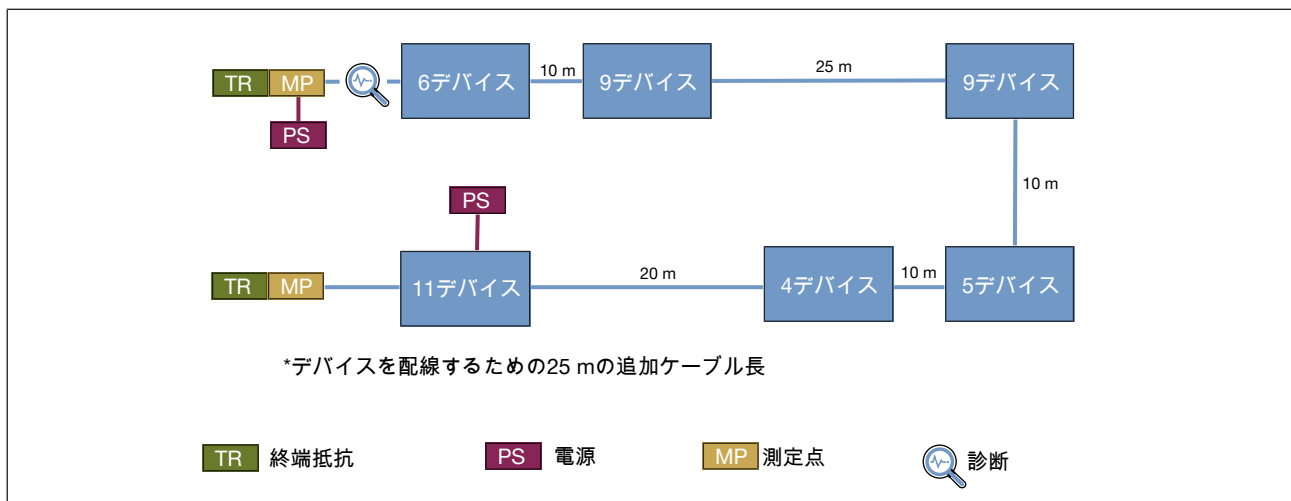 TR MP 6デバイス 10 m 9デバイス 25 m 9デバイス
PS
10 m
PS
TR MP 11デバイス 20 m 4デバイス 10 m 5デバイス
*デバイスを配線するための25 mの追加ケーブル長
TR 終端抵抗 PS 電源 MP 測定点 診断